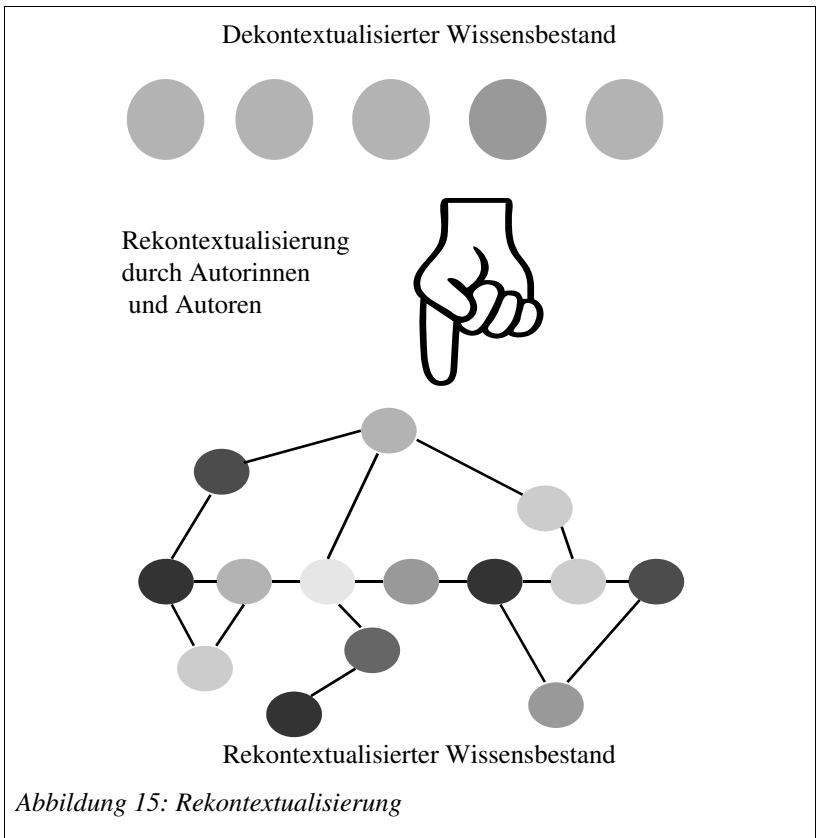 Dekontextualisierter Wissensbestand
Rekontextualisierung
durch Autorinnen
und Autoren
Rekontextualisierter Wissensbestand
Abbildung 15: Rekontextualisierung